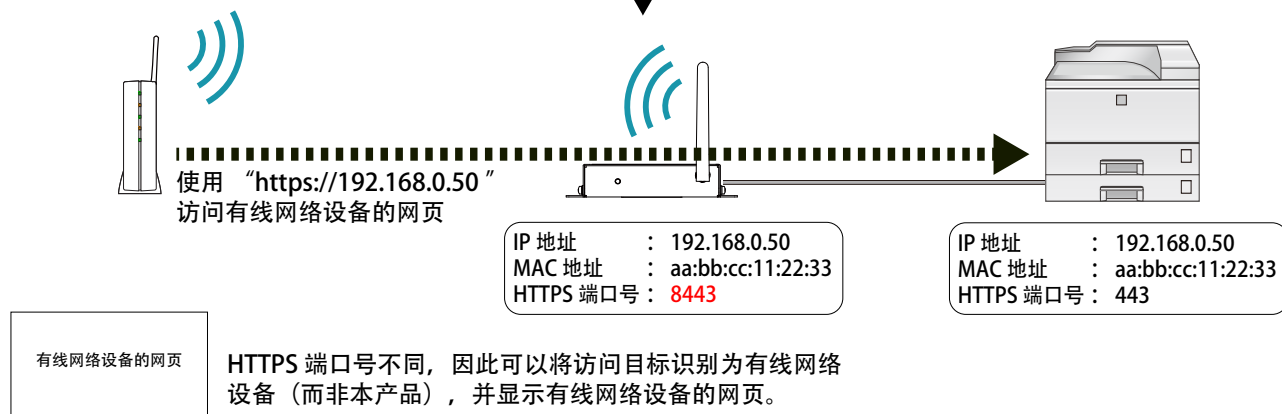 使用 “https://192.168.0.50 ”
访问有线网络设备的网页
IP 地址 : 192.168.0.50
MAC 地址 : aa:bb:cc:11:22:33
HTTPS 端口号 : 8443
IP 地址 : 192.168.0.50
MAC 地址 : aa:bb:cc:11:22:33
HTTPS 端口号 : 443
有线网络设备的网页
HTTPS 端口号不同，因此可以将访问目标识别为有线网络
设备（而非本产品），并显示有线网络设备的网页。